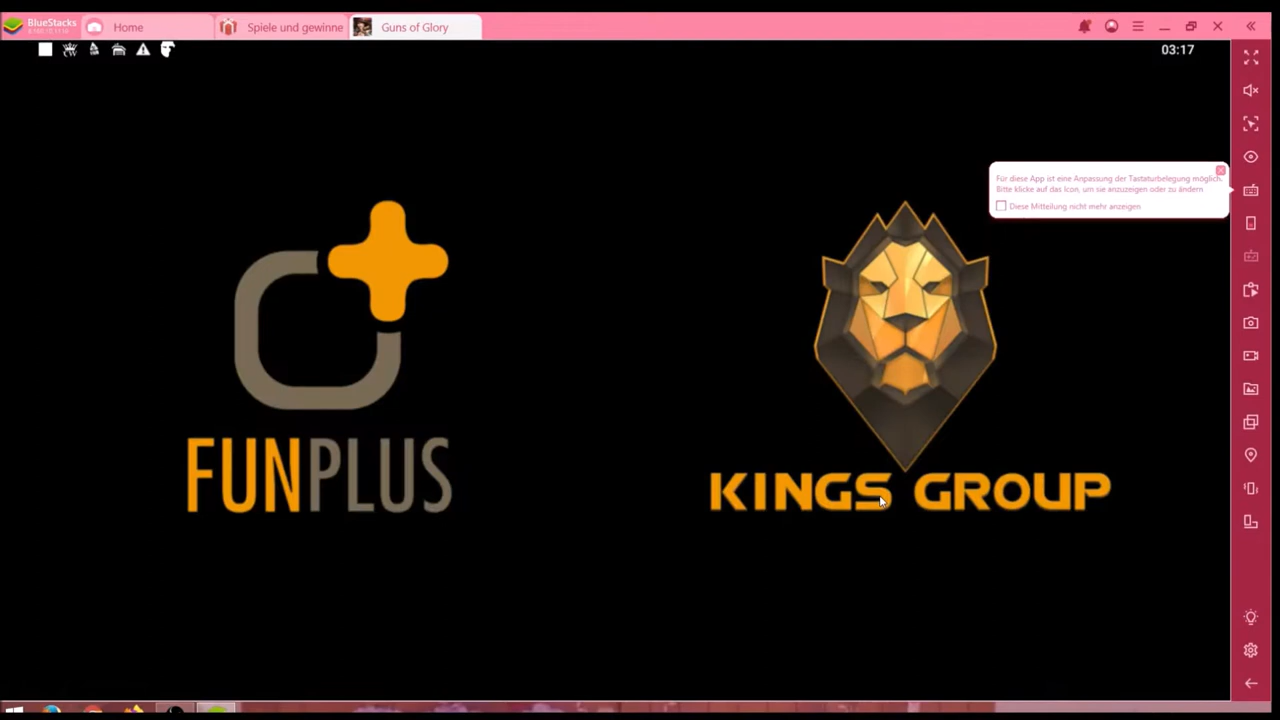 BlueStacks
Home
Spiele und gewinne
Guns of Glory
03:17
Für diese App ist eine Anpassung der Tastaturbelegung möglich.
Bitte klicke auf das Icon, um sie anzuzeigen oder zu ändern
Diese Mitteilung nicht mehr anzeigen
FUNPLUS
KINGS GROUP